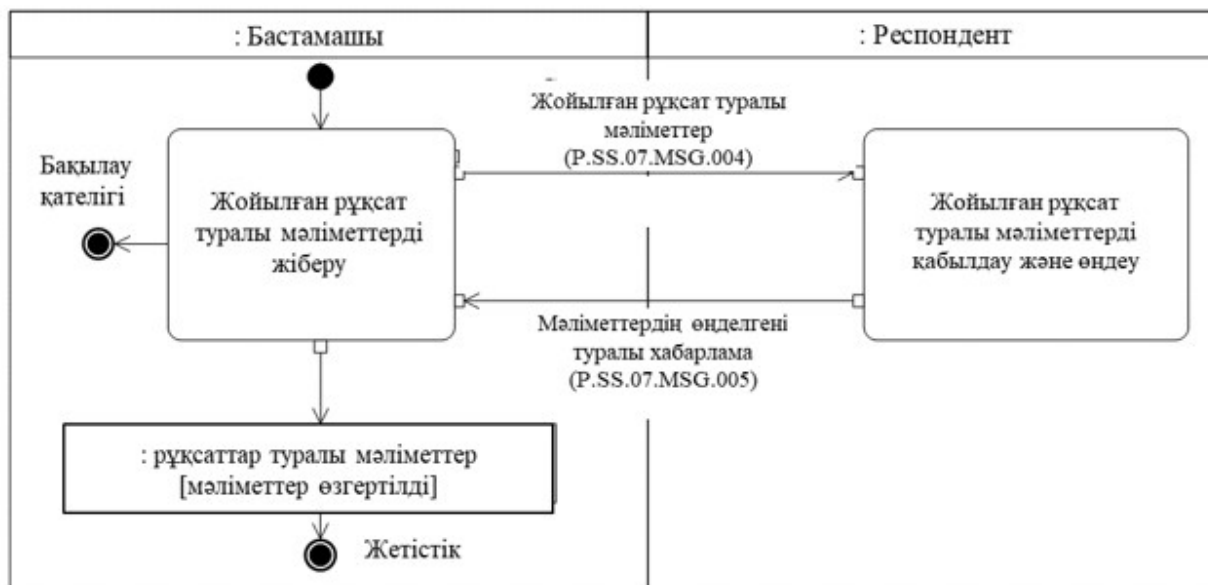 : Бастамашы
: Респондент
Жойылған рұқсат туралы
мәліметтер
(P.SS.07.MSG.004)
Бақылау
қателігі
Жойылған рұқсат
туралы мәліметтерді
жіберу
Жойылған рұқсат
туралы мәліметтерді
қабылдау және өңдеу
Мәліметтердің өңделгені
туралы хабарлама
(P.SS.07.MSG.005)
: рұқсаттар туралы мәліметтер
[мәліметтер өзгертілді]
Жетістік